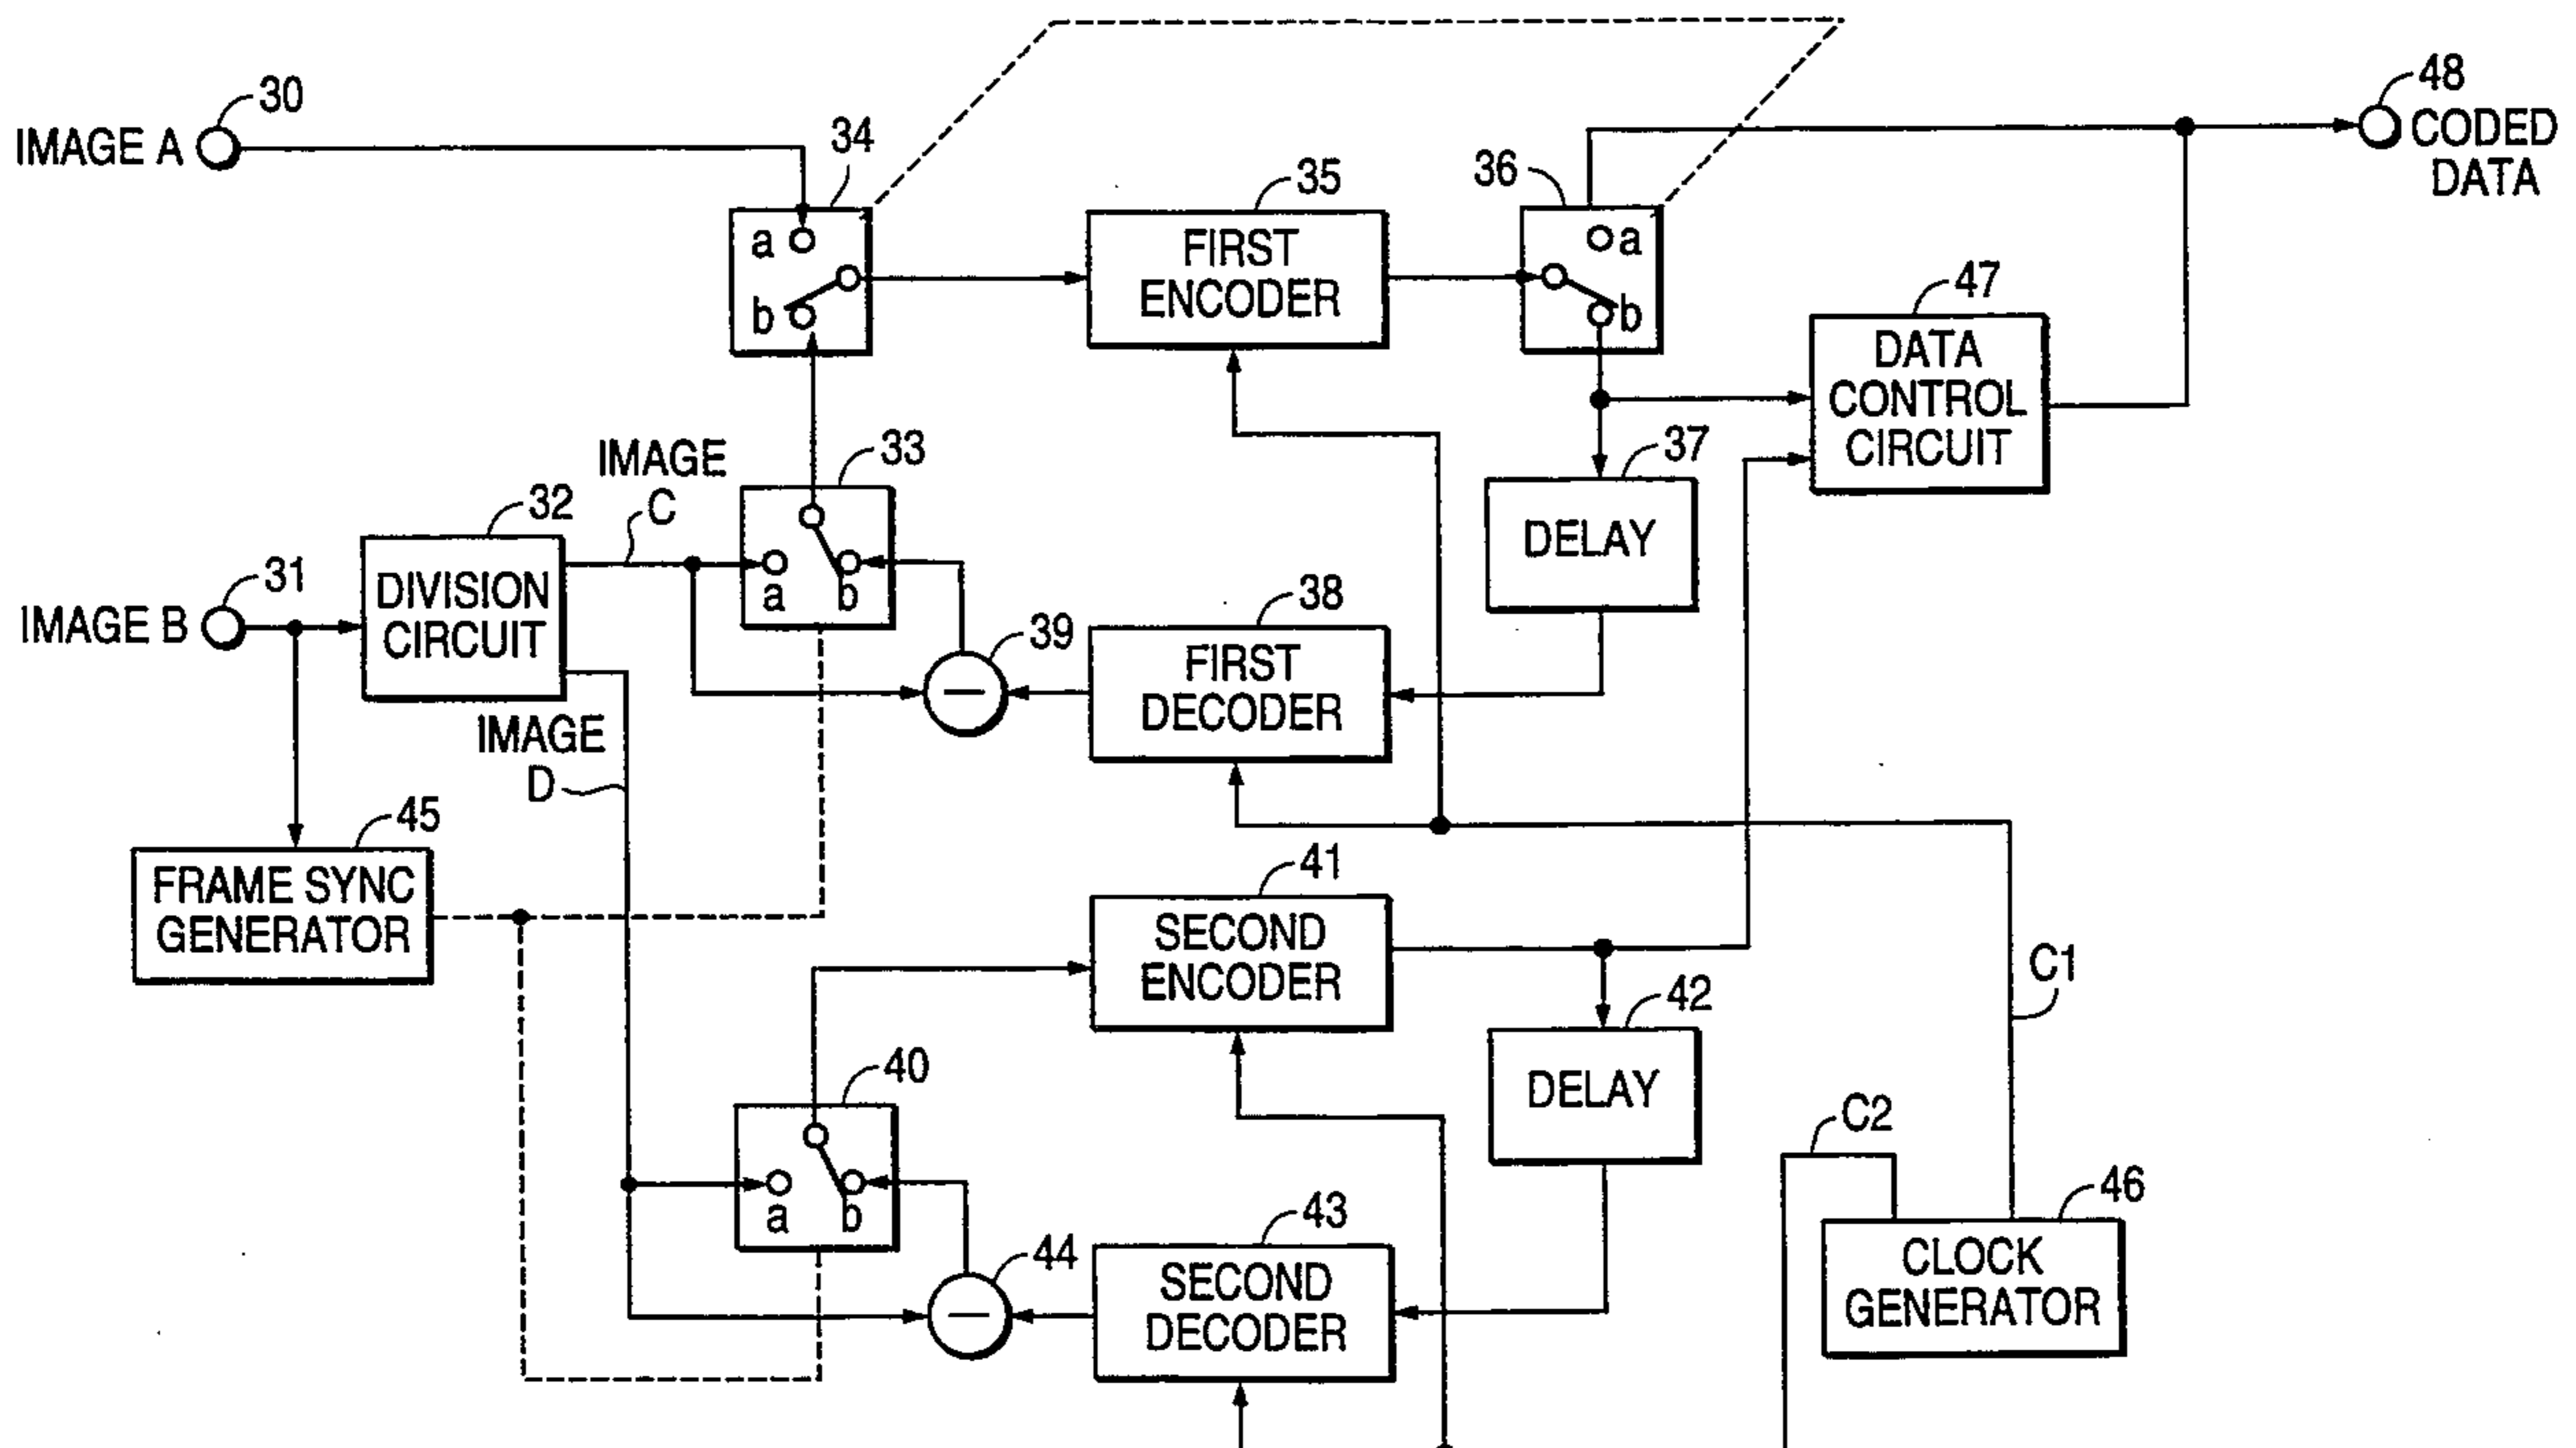 30
IMAGE A
34
35
36
48
CODED
DATA
a
b
FIRST
ENCODER
a
b
47
DATA
CONTROL
CIRCUIT
IMAGE
C
33
37
DELAY
32
31
IMAGE B
DIVISION
CIRCUIT
a
b
39
38
FIRST
DECODER
IMAGE
D
45
FRAME SYNC
GENERATOR
41
SECOND
ENCODER
C1
42
DELAY
40
a
b
C2
46
CLOCK
GENERATOR
44
43
SECOND
DECODER